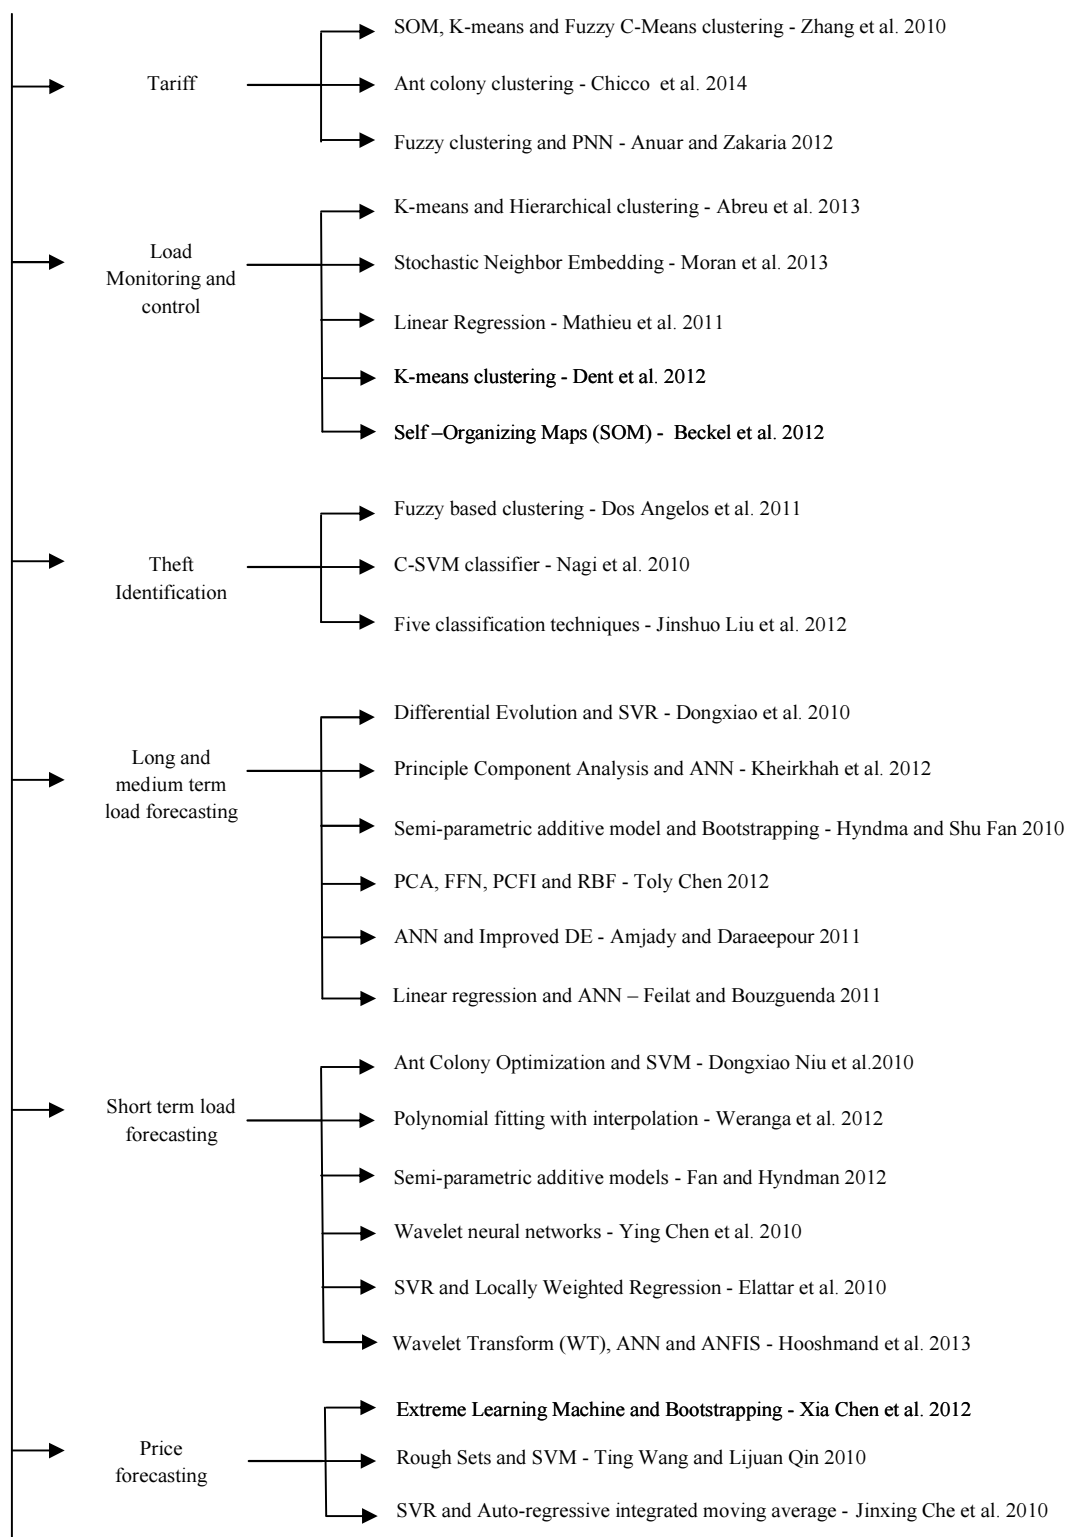 SOM, K-means and Fuzzy C-Means clustering - Zhang et al. 2010
Tariff
Ant colony clustering - Chicco et al. 2014
Fuzzy clustering and PNN - Anuar and Zakaria 2012
K-means and Hierarchical clustering - Abreu et al. 2013
Load
Monitoring and
control
Stochastic Neighbor Embedding - Moran et al. 2013
Linear Regression - Mathieu et al. 2011
K-means clustering - Dent et al. 2012
Self –Organizing Maps (SOM) - Beckel et al. 2012
Fuzzy based clustering - Dos Angelos et al. 2011
Theft
Identification
C-SVM classifier - Nagi et al. 2010
Five classification techniques - Jinshuo Liu et al. 2012
Differential Evolution and SVR - Dongxiao et al. 2010
Long and
medium term
load forecasting
Principle Component Analysis and ANN - Kheirkhah et al. 2012
Semi-parametric additive model and Bootstrapping - Hyndma and Shu Fan 2010
PCA, FFN, PCFI and RBF - Toly Chen 2012
ANN and Improved DE - Amjady and Daraeepour 2011
Linear regression and ANN – Feilat and Bouzguenda 2011
Ant Colony Optimization and SVM - Dongxiao Niu et al.2010
Short term load
forecasting
Polynomial fitting with interpolation - Weranga et al. 2012
Semi-parametric additive models - Fan and Hyndman 2012
Wavelet neural networks - Ying Chen et al. 2010
SVR and Locally Weighted Regression - Elattar et al. 2010
Wavelet Transform (WT), ANN and ANFIS - Hooshmand et al. 2013
Extreme Learning Machine and Bootstrapping - Xia Chen et al. 2012
Price
forecasting
Rough Sets and SVM - Ting Wang and Lijuan Qin 2010
SVR and Auto-regressive integrated moving average - Jinxing Che et al. 2010